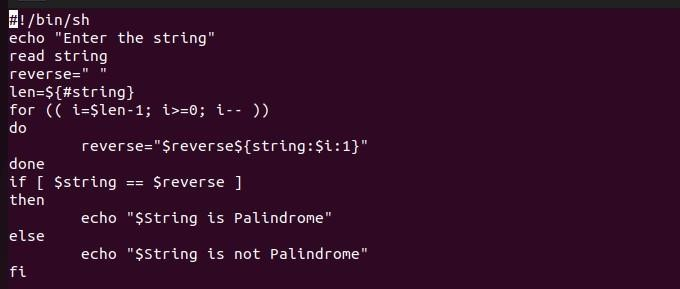 #!/bin/sh
echo "Enter the string"
read string
reverse=" "
len=${#string}
for (( i=$len-1; i>=0; i-- ))
do
        reverse="$reverse${string:$i:1}"
done
if [ $string == $reverse ]
then
        echo "$String is Palindrome"
else
        echo "$String is not Palindrome"
fi